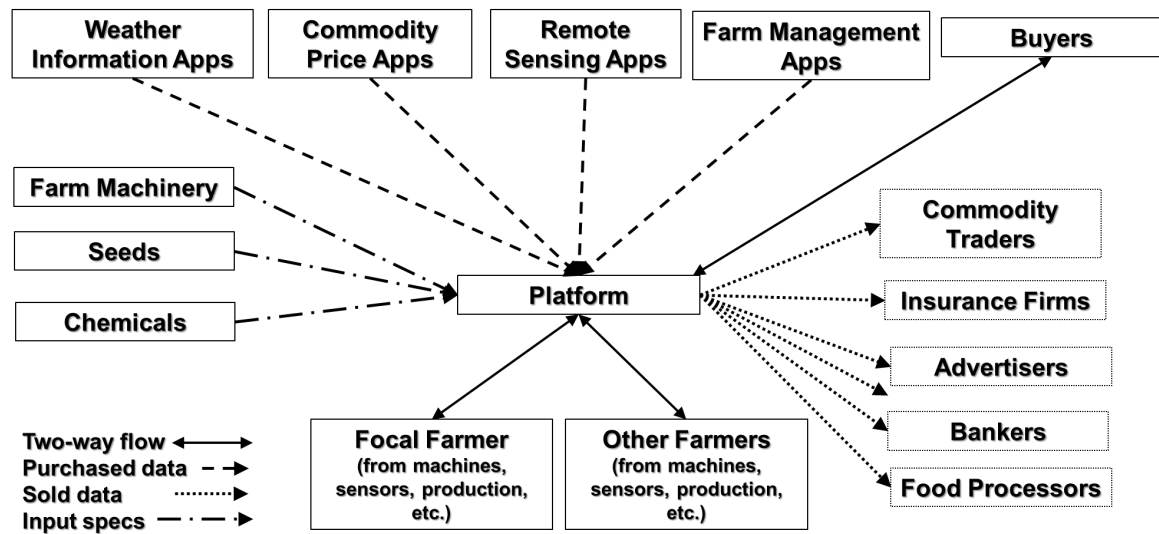 Weather
Information Apps
Commodity
Price Apps
Remote
Sensing Apps
Farm Management
Apps
Buyers
Farm Machinery
Seeds
Chemicals
Platform
Commodity
Traders
Insurance Firms
Advertisers
Bankers
Food Processors
Focal Farmer
(from machines,
sensors, production,
etc.)
Other Farmers
(from machines,
sensors, production,
etc.)
Two-way flow
Purchased data
Sold data
Input specs